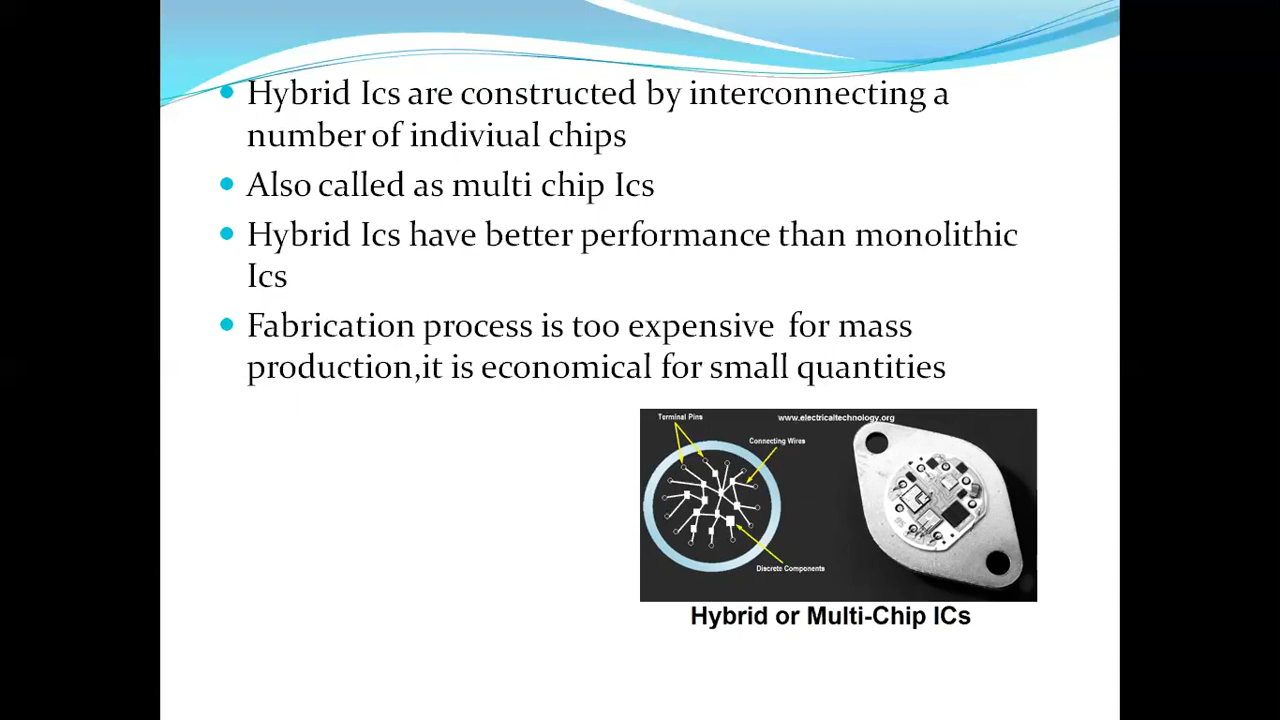 Hybrid Ics are constructed by interconnecting a
number of indiviual chips
Also called as multi chip Ics
Hybrid Ics have better performance than monolithic
Ics
Fabrication process is too expensive for mass
production,it is economical for small quantities
Terminal Pins
www.electricaltechnology.org
Connecting Wires
Discrete Components
Hybrid or Multi-Chip ICs